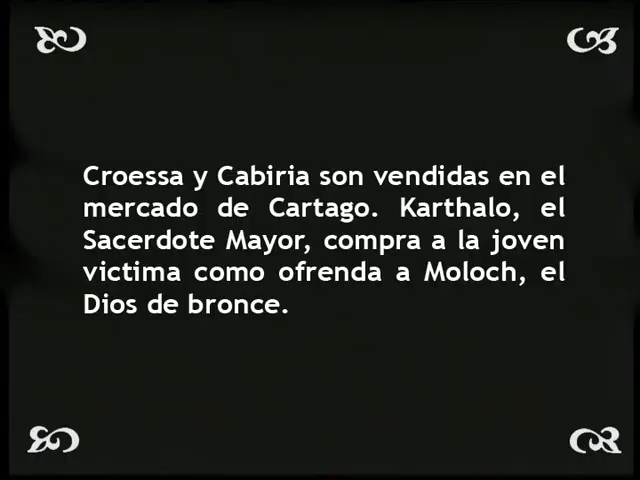 Croessa y Cabiria son vendidas en el
mercado de Cartago. Karthalo, el
Sacerdote Mayor, compra a la joven
victima como ofrenda a Moloch, el
Dios de bronce.